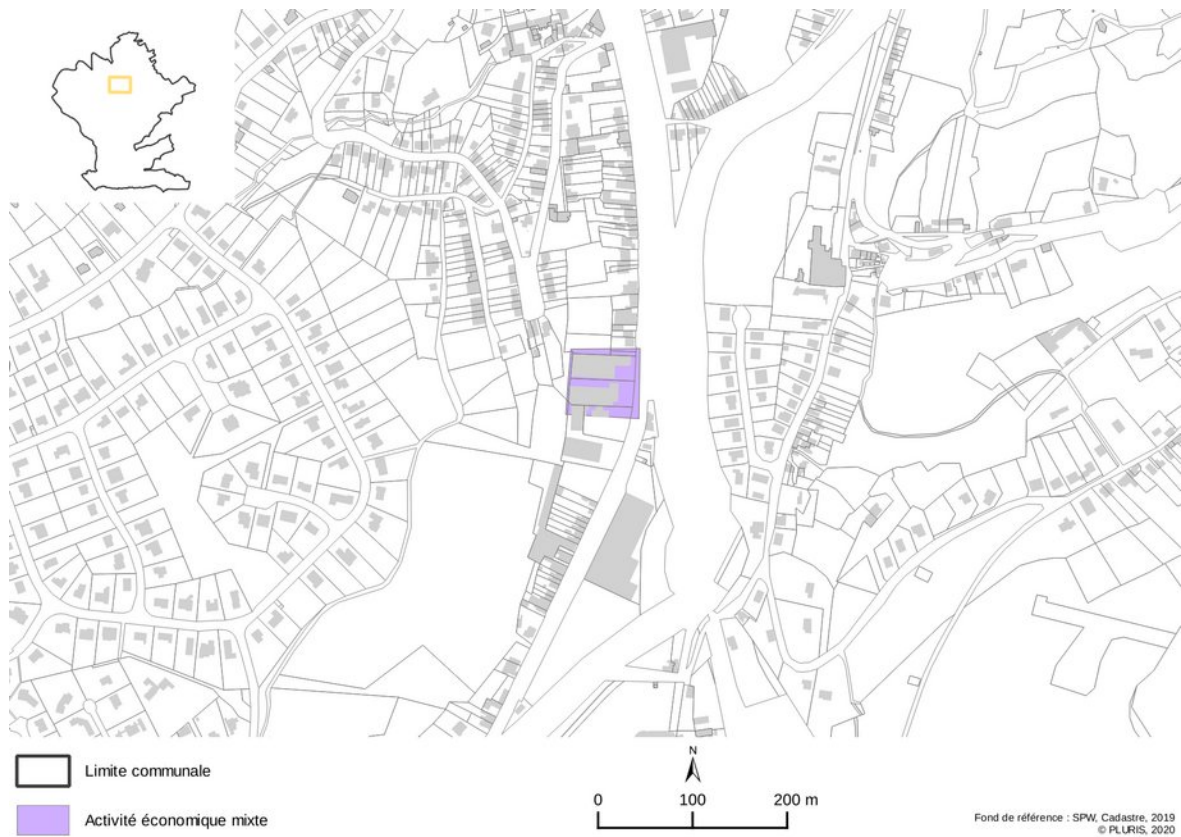 Limite communale
Activité économique mixte
N
0 100 200 m
Fond de référence : SPW, Cadastre, 2019
© PLURIS, 2020